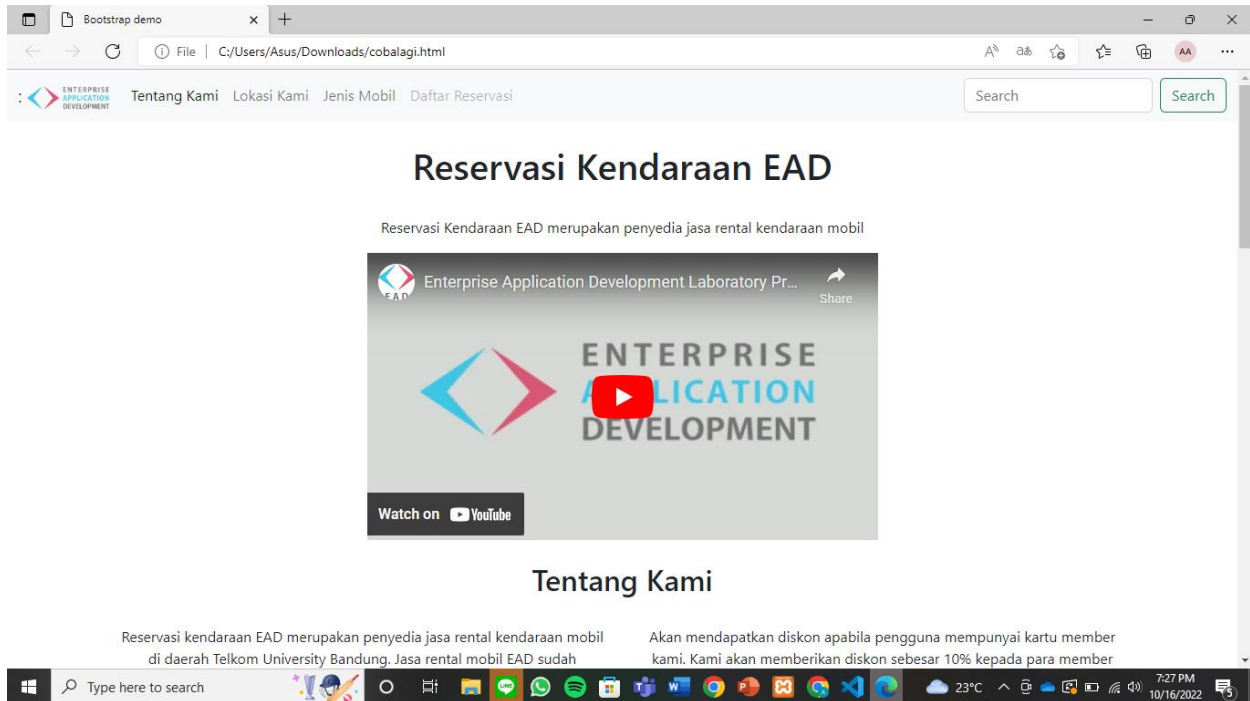 Bootstrap demo
File | C:/Users/Asus/Downloads/cobalagi.html
AA
: ENTERPRISE
APPLICATION
DEVELOPMENT
Tentang Kami Lokasi Kami Jenis Mobil Daftar Reservasi
Search Search
Reservasi Kendaraan EAD
Reservasi Kendaraan EAD merupakan penyedia jasa rental kendaraan mobil
EAD
Enterprise Application Development Laboratory Pr...
Share
ENTERPRISE
LICATION
DEVELOPMENT
Watch on YouTube
Tentang Kami
Reservasi kendaraan EAD merupakan penyedia jasa rental kendaraan mobil
di daerah Telkom University Bandung. Jasa rental mobil EAD sudah
Akan mendapatkan diskon apabila pengguna mempunyai kartu member
kami. Kami akan memberikan diskon sebesar 10% kepada para member
Type here to search
LINE
23°C
7:27 PM
10/16/2022
5